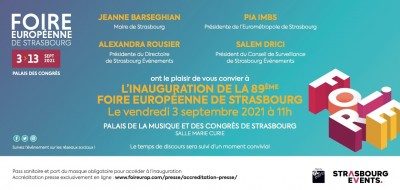 FOIRE
EUROPÉENNE
DE STRASBOURG
3 > 13 SEPT 2021
PALAIS DES CONGRÈS
JEANNE BARSEGHIAN
Maire de Strasbourg
PIA IMBS
Présidente de l'Eurométropole de Strasbourg
ALEXANDRA ROUSIER
Présidente du Directoire
de Strasbourg Événements
SALEM DRICI
Président du Conseil de Surveillance
de Strasbourg Événements
ont le plaisir de vous convier à
L'INAUGURATION DE LA 89ÈME
FOIRE EUROPÉENNE DE STRASBOURG
Le vendredi 3 septembre 2021 à 11h
PALAIS DE LA MUSIQUE ET DES CONGRÈS DE STRASBOURG
SALLE MARIE CURIE
Le temps de discours sera suivi d'un moment convivial
FOIRE
Suivez l'événement sur les réseaux sociaux !
Pass sanitaire et port du masque obligatoire pour accéder à l'inauguration
Accréditation presse exclusivement en ligne : www.foireurop.com/presse/accreditation-presse/
STRASBOURG
EVENTS.